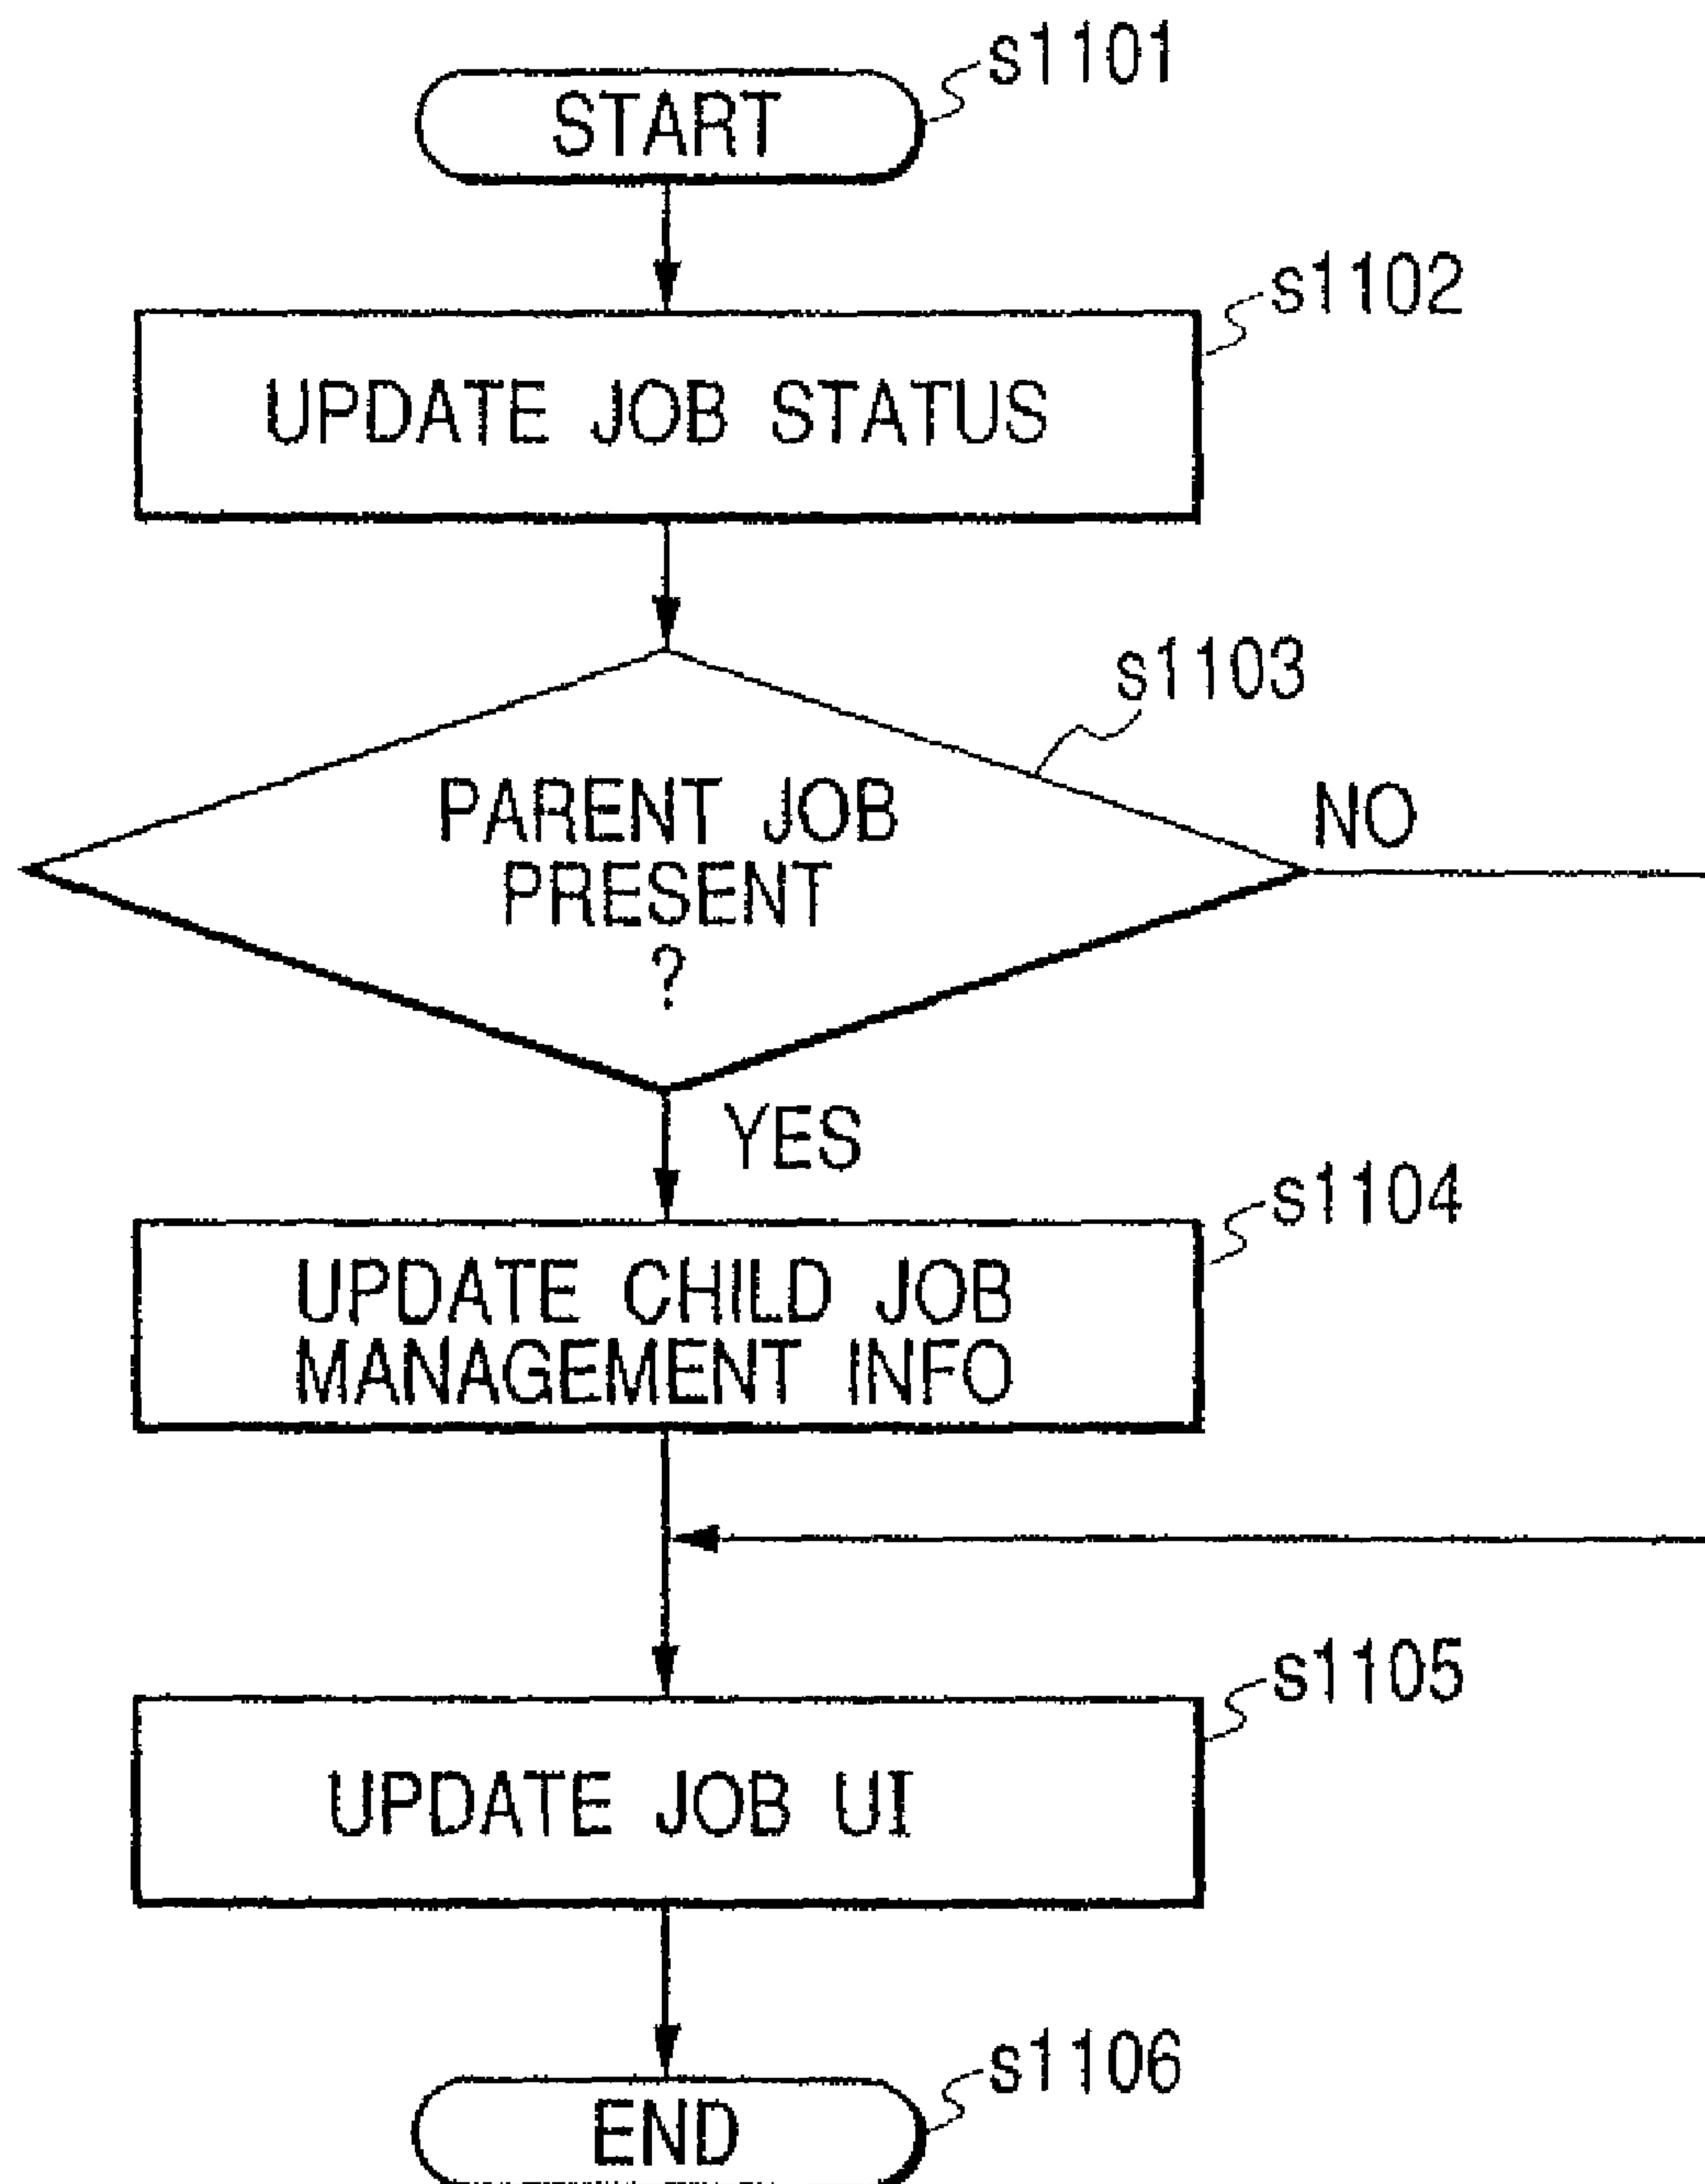 s1101
START
s1102
UPDATE JOB STATUS
s1103
PARENT JOB
PRESENT
?
NO
YES
s1104
UPDATE CHILD JOB
MANAGEMENT INFO
s1105
UPDATE JOB UI
s1106
END